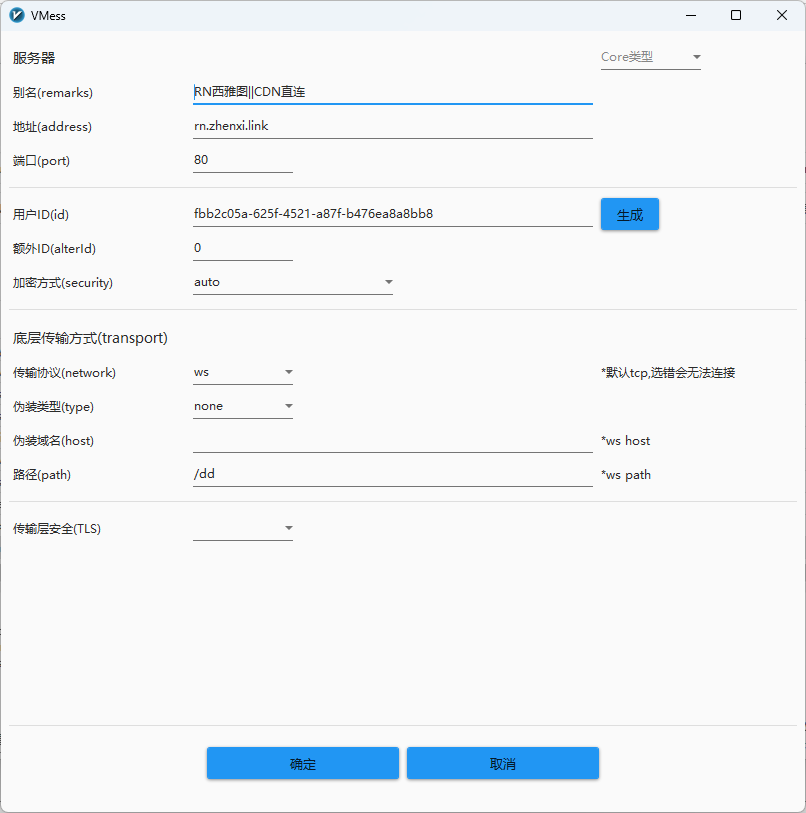 VMess
服务器 Core类型
别名(remarks) RN西雅图||CDN直连
地址(address) rn.zhenxi.link
端口(port) 80
用户ID(id) fbb2c05a-625f-4521-a87f-b476ea8a8bb8 生成
额外ID(alterId) 0
加密方式(security) auto
底层传输方式(transport)
传输协议(network) ws *默认tcp,选错会无法连接
伪装类型(type) none
伪装域名(host) *ws host
路径(path) /dd *ws path
传输层安全(TLS)
确定 取消